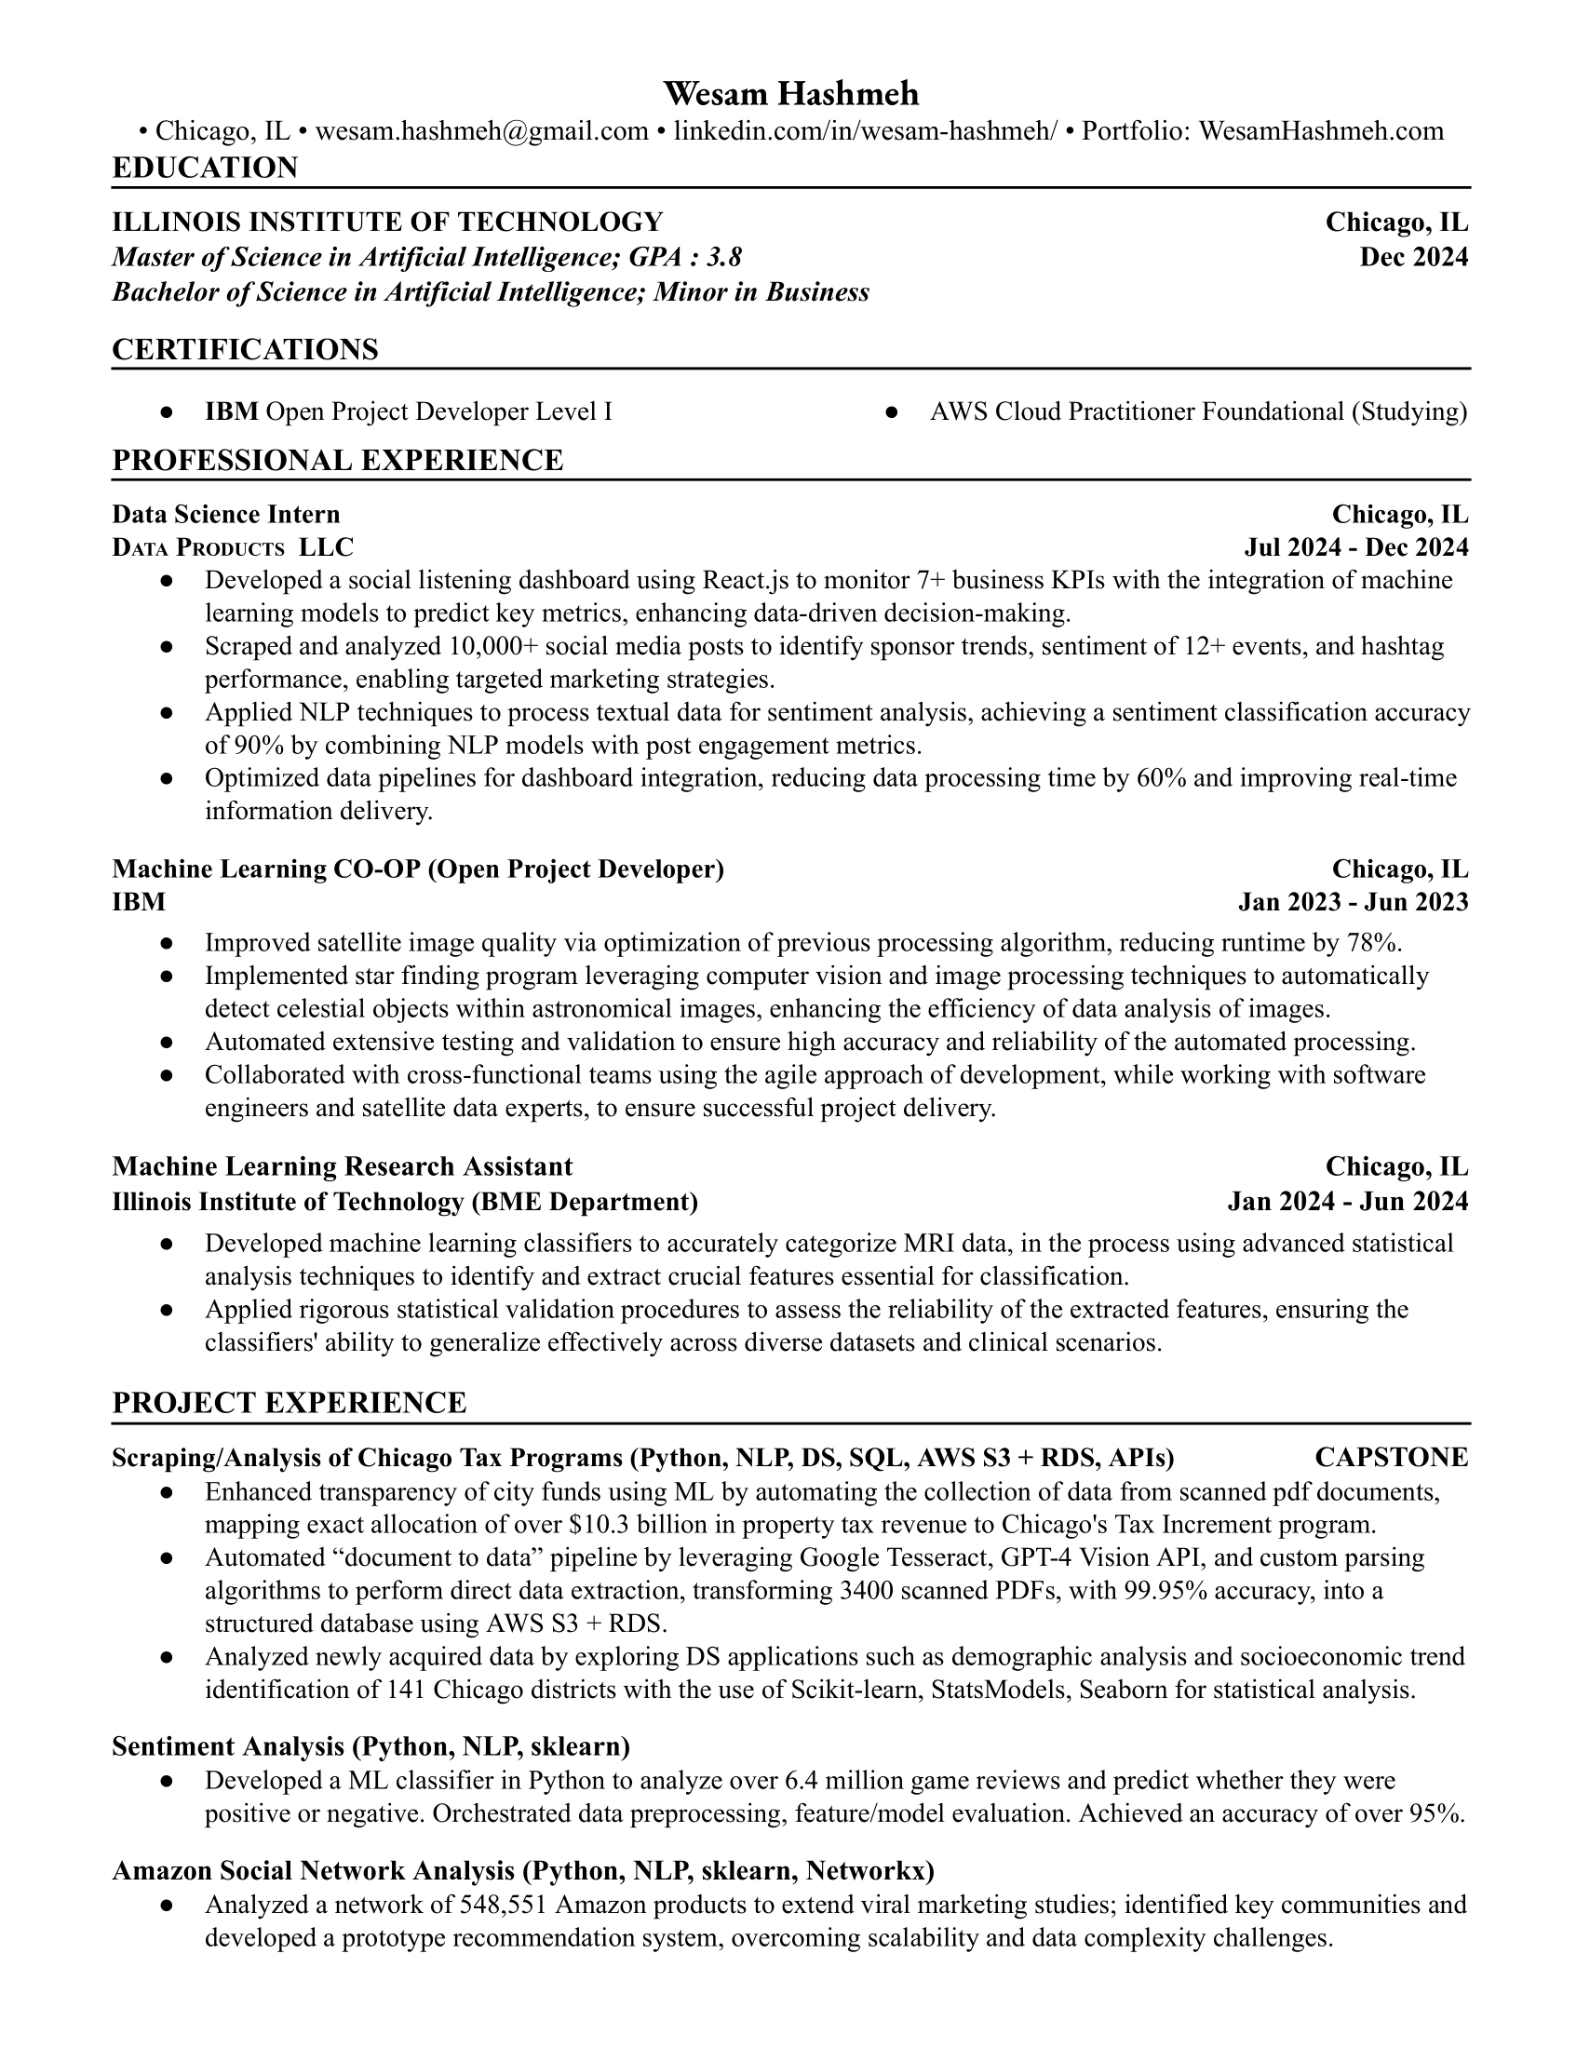 Wesam Hashmeh
• Chicago, IL • wesam.hashmeh@gmail.com • linkedin.com/in/wesam-hashmeh/ • Portfolio: WesamHashmeh.com
EDUCATION
ILLINOIS INSTITUTE OF TECHNOLOGY Chicago, IL
Master of Science in Artificial Intelligence; GPA : 3.8 Dec 2024
Bachelor of Science in Artificial Intelligence; Minor in Business
CERTIFICATIONS
● IBM Open Project Developer Level I ● AWS Cloud Practitioner Foundational (Studying)
PROFESSIONAL EXPERIENCE
Data Science Intern Chicago, IL
DATA PRODUCTS LLC Jul 2024 - Dec 2024
● Developed a social listening dashboard using React.js to monitor 7+ business KPIs with the integration of machine
learning models to predict key metrics, enhancing data-driven decision-making.
● Scraped and analyzed 10,000+ social media posts to identify sponsor trends, sentiment of 12+ events, and hashtag
performance, enabling targeted marketing strategies.
● Applied NLP techniques to process textual data for sentiment analysis, achieving a sentiment classification accuracy
of 90% by combining NLP models with post engagement metrics.
● Optimized data pipelines for dashboard integration, reducing data processing time by 60% and improving real-time
information delivery.
Machine Learning CO-OP (Open Project Developer) Chicago, IL
IBM Jan 2023 - Jun 2023
● Improved satellite image quality via optimization of previous processing algorithm, reducing runtime by 78%.
● Implemented star finding program leveraging computer vision and image processing techniques to automatically
detect celestial objects within astronomical images, enhancing the efficiency of data analysis of images.
● Automated extensive testing and validation to ensure high accuracy and reliability of the automated processing.
● Collaborated with cross-functional teams using the agile approach of development, while working with software
engineers and satellite data experts, to ensure successful project delivery.
Machine Learning Research Assistant Chicago, IL
Illinois Institute of Technology (BME Department) Jan 2024 - Jun 2024
● Developed machine learning classifiers to accurately categorize MRI data, in the process using advanced statistical
analysis techniques to identify and extract crucial features essential for classification.
● Applied rigorous statistical validation procedures to assess the reliability of the extracted features, ensuring the
classifiers' ability to generalize effectively across diverse datasets and clinical scenarios.
PROJECT EXPERIENCE
Scraping/Analysis of Chicago Tax Programs (Python, NLP, DS, SQL, AWS S3 + RDS, APIs) CAPSTONE
● Enhanced transparency of city funds using ML by automating the collection of data from scanned pdf documents,
mapping exact allocation of over $10.3 billion in property tax revenue to Chicago's Tax Increment program.
● Automated “document to data” pipeline by leveraging Google Tesseract, GPT-4 Vision API, and custom parsing
algorithms to perform direct data extraction, transforming 3400 scanned PDFs, with 99.95% accuracy, into a
structured database using AWS S3 + RDS.
● Analyzed newly acquired data by exploring DS applications such as demographic analysis and socioeconomic trend
identification of 141 Chicago districts with the use of Scikit-learn, StatsModels, Seaborn for statistical analysis.
Sentiment Analysis (Python, NLP, sklearn)
● Developed a ML classifier in Python to analyze over 6.4 million game reviews and predict whether they were
positive or negative. Orchestrated data preprocessing, feature/model evaluation. Achieved an accuracy of over 95%.
Amazon Social Network Analysis (Python, NLP, sklearn, Networkx)
● Analyzed a network of 548,551 Amazon products to extend viral marketing studies; identified key communities and
developed a prototype recommendation system, overcoming scalability and data complexity challenges.